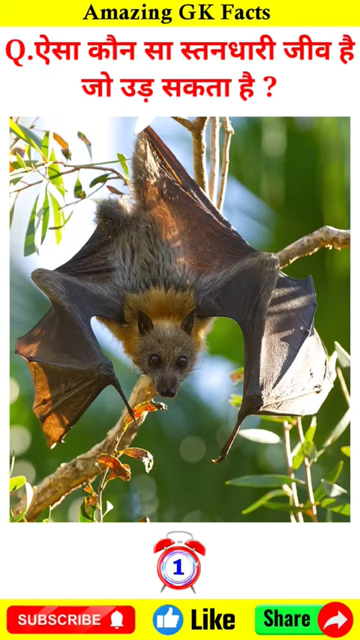 Amazing GK Facts
Q.ऐसा कौन सा स्तनधारी जीव है
जो उड़ सकता है ?
1
SUBSCRIBE Like Share